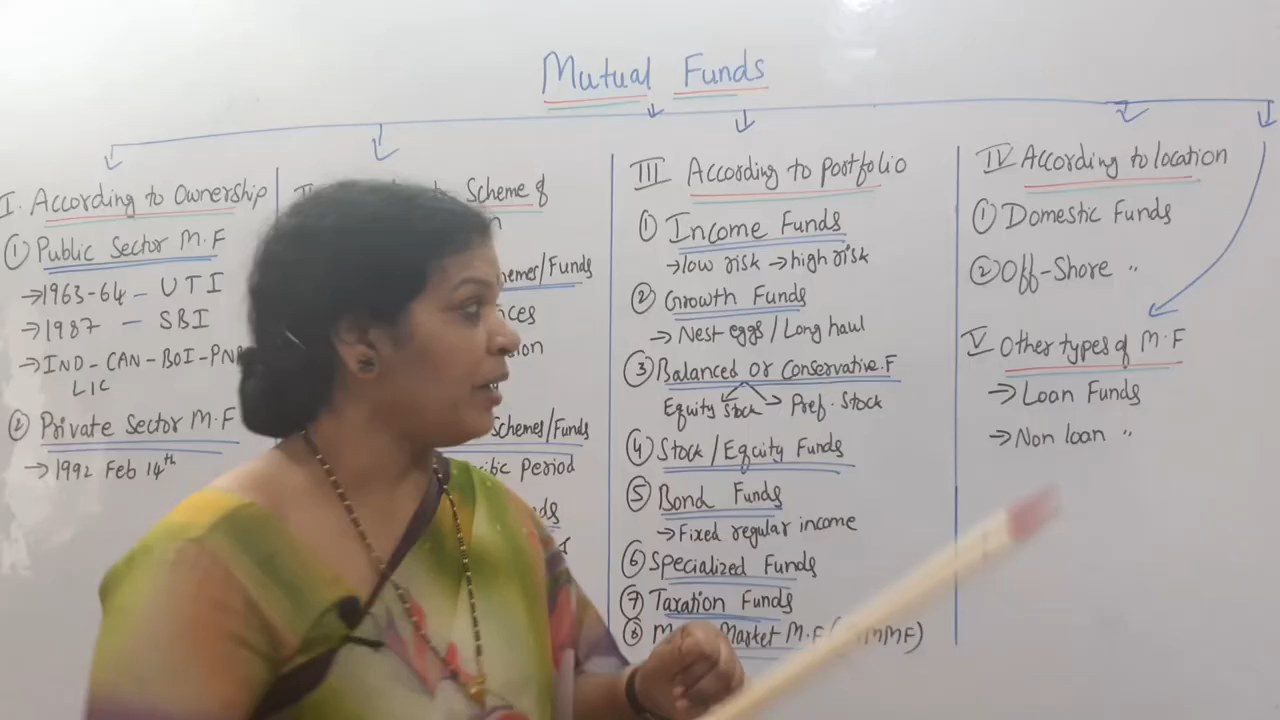 Mutual Funds
I. According to Ownership
① Public Sector M.F
→1963-64 – UTI
→1987 – SBI
→IND-CAN-BOI-PNB
LIC
② Private Sector M.F
→1992 Feb 14th
Scheme of
Funds
Schemes/Funds
Period
III According to Portfolio
① Income Funds
→low risk →high risk
② Growth Funds
→ Nest eggs / Long haul
③ Balanced or Conservative.F
Equity Stock Pref. Stock
④ Stock / Equity Funds
⑤ Bond Funds
→Fixed regular income
⑥ Specialized Funds
⑦ Taxation Funds
⑧ Market M.F
IV According to location
① Domestic Funds
② Off-Shore "
V Other types of M.F
→ Loan Funds
→ Non loan "